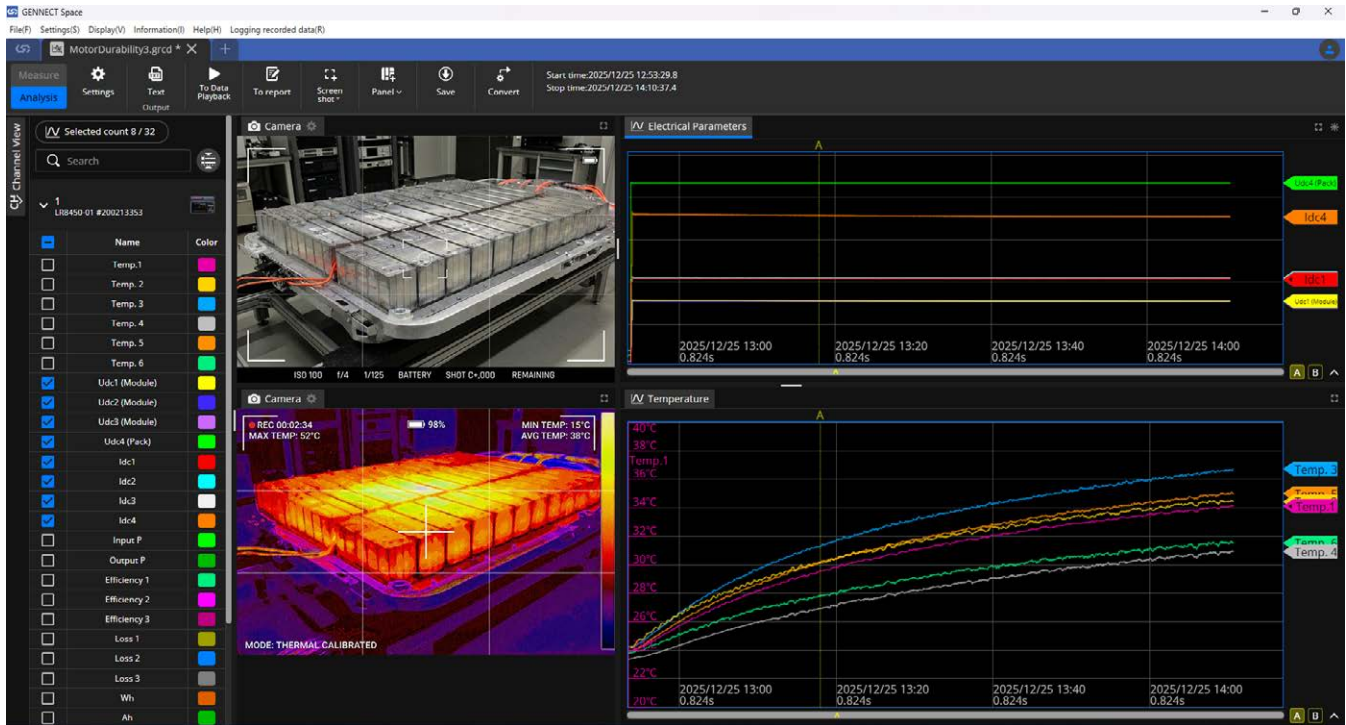 GENNECT Space
File(F) Settings(S) Display(V) Information(I) Help(H) Logging recorded data(R)
MotorDurability3.grcd *
Measure
Analysis
Settings
Text
Output
To Data Playback
To report
Screen shot
Panel
Save
Convert
Start time:2025/12/25 12:53:29.8
Stop time:2025/12/25 14:10:37.4
CH Channel View
Selected count 8 / 32
Search
1
LR8450-01 #200213353
Name Color
Temp.1
Temp. 2
Temp. 3
Temp. 4
Temp. 5
Temp. 6
Udc1 (Module)
Udc2 (Module)
Udc3 (Module)
Udc4 (Pack)
Idc1
Idc2
Idc3
Idc4
Input P
Output P
Efficiency 1
Efficiency 2
Efficiency 3
Loss 1
Loss 2
Loss 3
Wh
Ah
Camera
ISO 100 f/4 1/125 BATTERY SHOT C+,000 REMAINING
Camera
REC 00:02:34 98% MIN TEMP: 15°C
MAX TEMP: 52°C AVG TEMP: 38°C
MODE: THERMAL CALIBRATED
Electrical Parameters
A
Udc4 (Pack)
Idc4
Idc1
Udc1 (Module)
2025/12/25 13:00 2025/12/25 13:20 2025/12/25 13:40 2025/12/25 14:00
0.824s 0.824s 0.824s 0.824s
A B
Temperature
A
40°C
38°C
Temp.1
36°C
34°C
32°C
30°C
28°C
26°C
22°C
20°C
Temp. 3
Temp. 5
Temp.1
Temp. 6
Temp. 4
2025/12/25 13:00 2025/12/25 13:20 2025/12/25 13:40 2025/12/25 14:00
0.824s 0.824s 0.824s 0.824s
A B